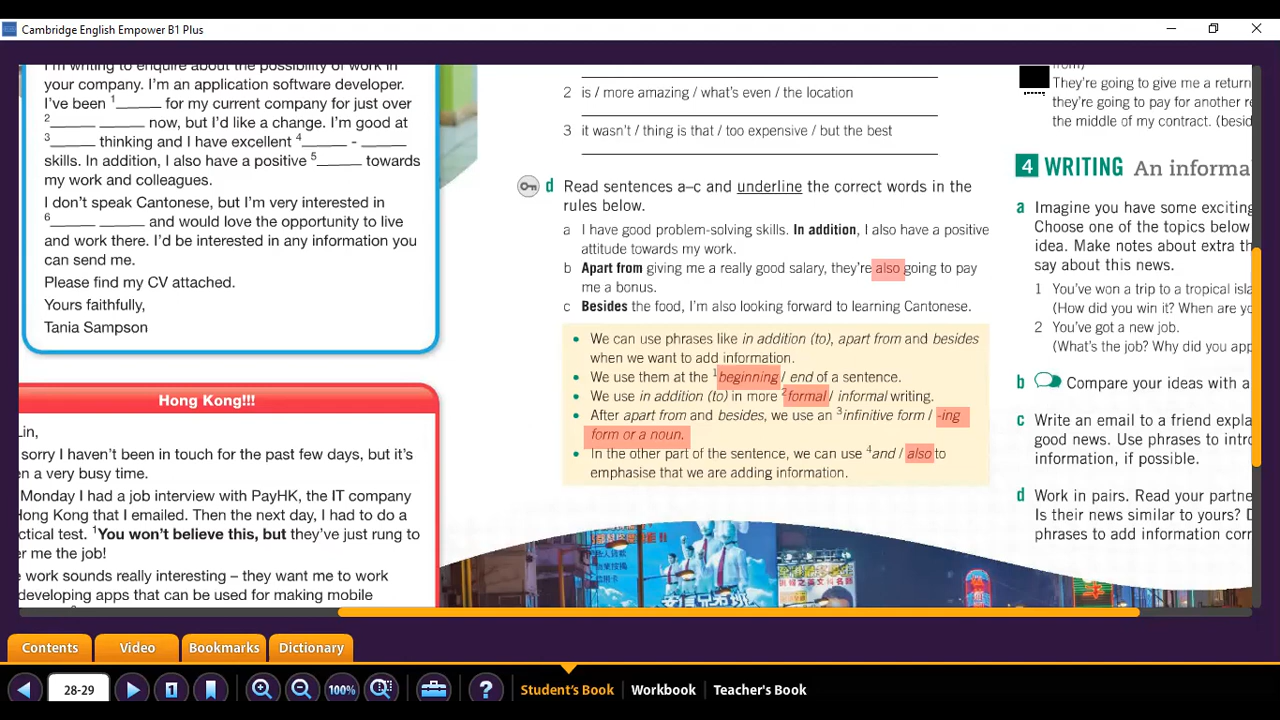 Cambridge English Empower B1 Plus
I'm writing to enquire about the possibility of work in
your company. I'm an application software developer.
I've been 1______ for my current company for just over
2______ ______ now, but I'd like a change. I'm good at
3______ thinking and I have excellent 4______ - ______
skills. In addition, I also have a positive 5______ towards
my work and colleagues.
I don't speak Cantonese, but I'm very interested in
6______ ______ and would love the opportunity to live
and work there. I'd be interested in any information you
can send me.
Please find my CV attached.
Yours faithfully,
Tania Sampson
Hong Kong!!!
Lin,
sorry I haven't been in touch for the past few days, but it's
n a very busy time.
Monday I had a job interview with PayHK, the IT company
Hong Kong that I emailed. Then the next day, I had to do a
ctical test. 1You won't believe this, but they've just rung to
er me the job!
work sounds really interesting – they want me to work
developing apps that can be used for making mobile
2 is / more amazing / what's even / the location
3 it wasn't / thing is that / too expensive / but the best
d Read sentences a–c and underline the correct words in the
rules below.
a I have good problem-solving skills. In addition, I also have a positive
attitude towards my work.
b Apart from giving me a really good salary, they're also going to pay
me a bonus.
c Besides the food, I'm also looking forward to learning Cantonese.
• We can use phrases like in addition (to), apart from and besides
when we want to add information.
• We use them at the 1beginning / end of a sentence.
• We use in addition (to) in more 2formal / informal writing.
• After apart from and besides, we use an 3infinitive form / -ing
form or a noun.
• In the other part of the sentence, we can use 4and / also to
emphasise that we are adding information.
They're going to give me a return
they're going to pay for another r
the middle of my contract. (besid
4 WRITING An informa
a Imagine you have some exciting
Choose one of the topics below
idea. Make notes about extra th
say about this news.
1 You've won a trip to a tropical isla
(How did you win it? When are yo
2 You've got a new job.
(What's the job? Why did you app
b Compare your ideas with a
c Write an email to a friend expla
good news. Use phrases to intro
information, if possible.
d Work in pairs. Read your partne
Is their news similar to yours? D
phrases to add information corr
Contents
Video
Bookmarks
Dictionary
28-29
1
100%
?
Student's Book
Workbook
Teacher's Book